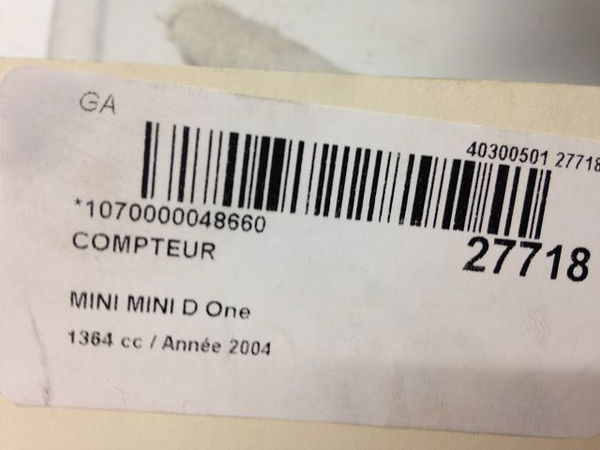 GA
40300501 27718
*1070000048660
27718
COMPTEUR
MINI MINI D One
1364 cc / Année 2004